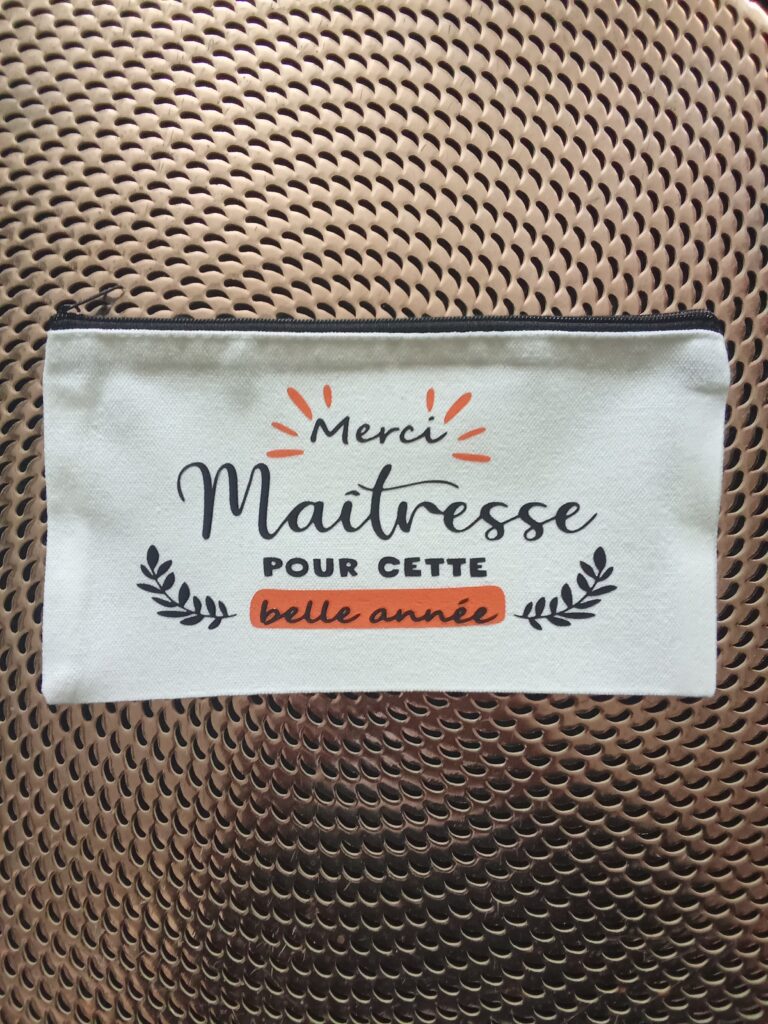 Merci
Maîtresse
POUR CETTE
belle année